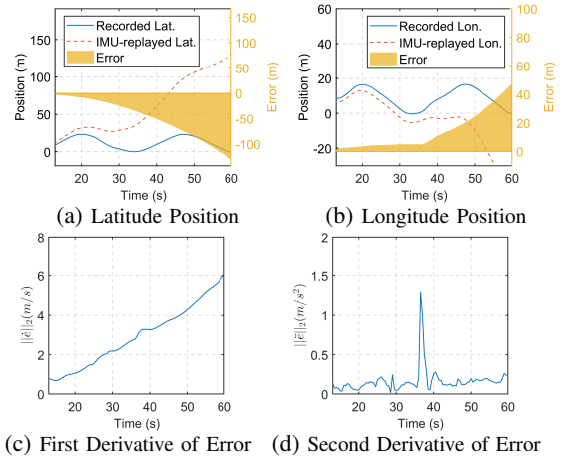 Recorded Lat.
IMU-replayed Lat.
Error
Position (m)
150
100
50
0
150
100
50
0
-50
-100
Error (m)
20 30 40 50 60
Time (s)
(a) Latitude Position
Recorded Lon.
IMU-replayed Lon.
Error
Position (m)
60
40
20
0
-20
100
80
60
40
20
0
Error (m)
20 30 40 50 60
Time (s)
(b) Longitude Position
||ė||₂(m/s)
8
6
4
2
0
20 30 40 50 60
Time (s)
(c) First Derivative of Error
||ë||₂(m/s²)
2
1.5
1
0.5
0
20 30 40 50 60
Time (s)
(d) Second Derivative of Error